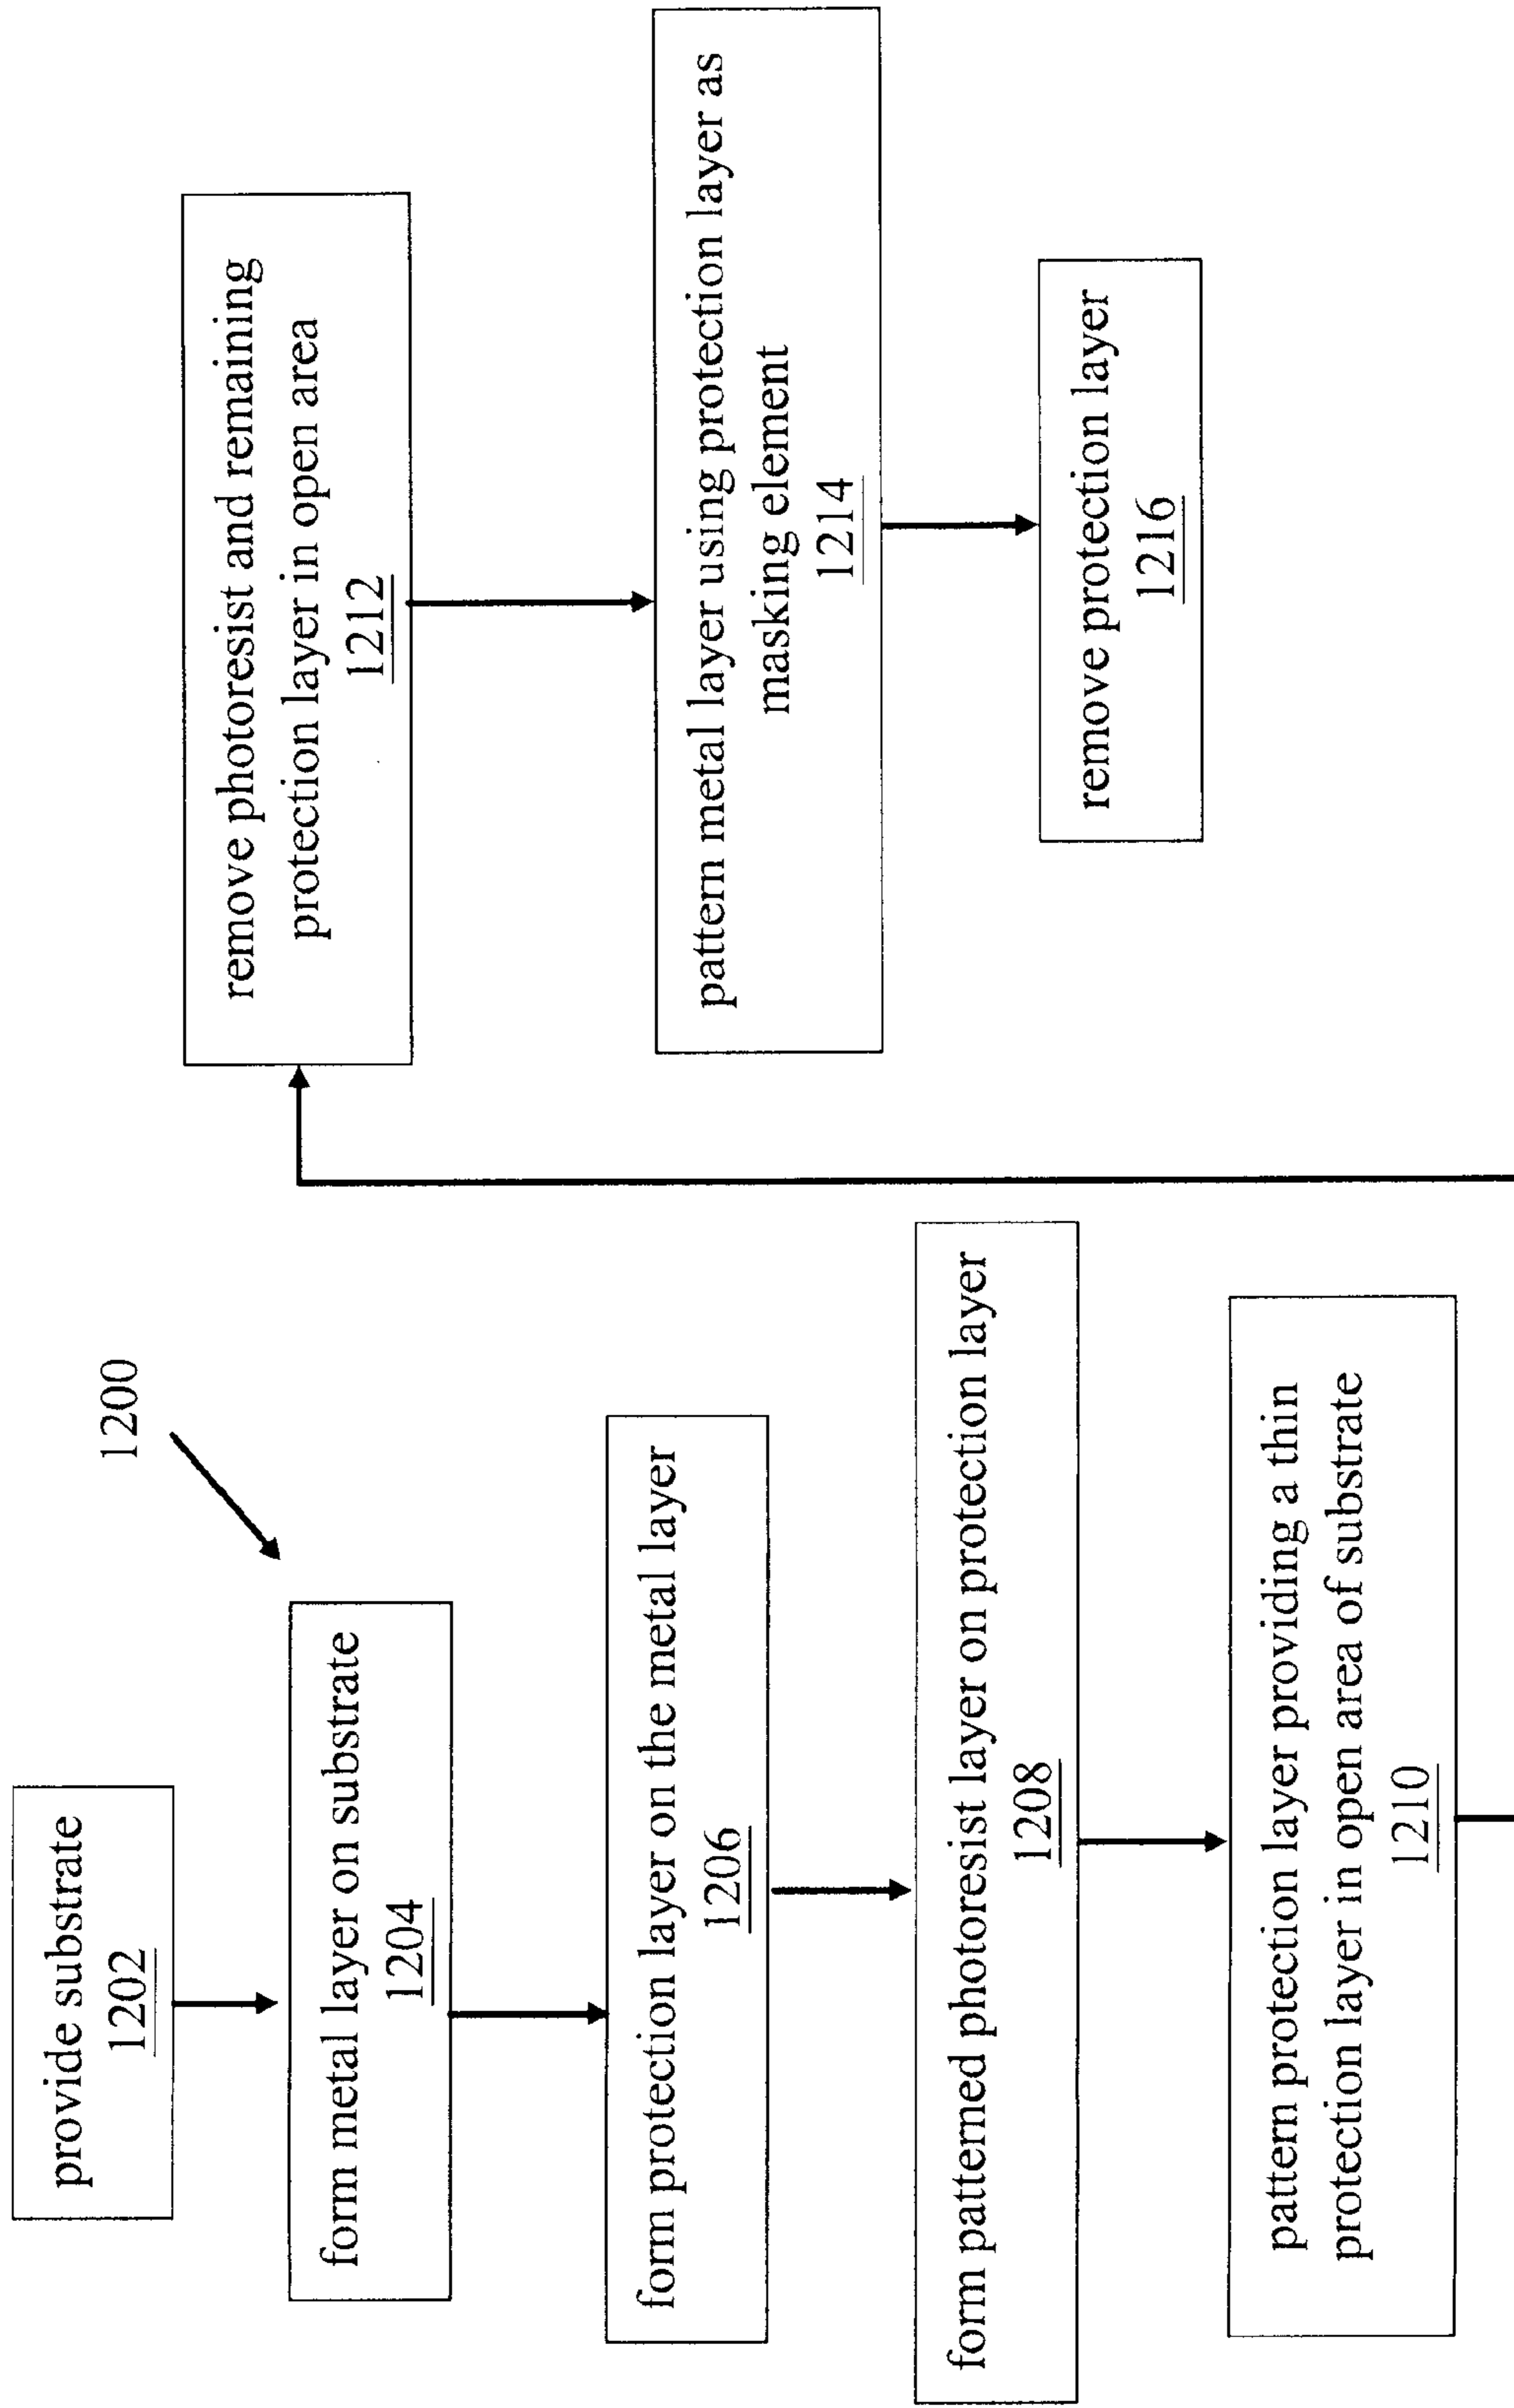 1200
provide substrate
1202
form metal layer on substrate
1204
form protection layer on the metal layer
1206
form patterned photoresist layer on protection layer
1208
pattern protection layer providing a thin
protection layer in open area of substrate
1210
remove photoresist and remaining
protection layer in open area
1212
pattern metal layer using protection layer as
masking element
1214
remove protection layer
1216